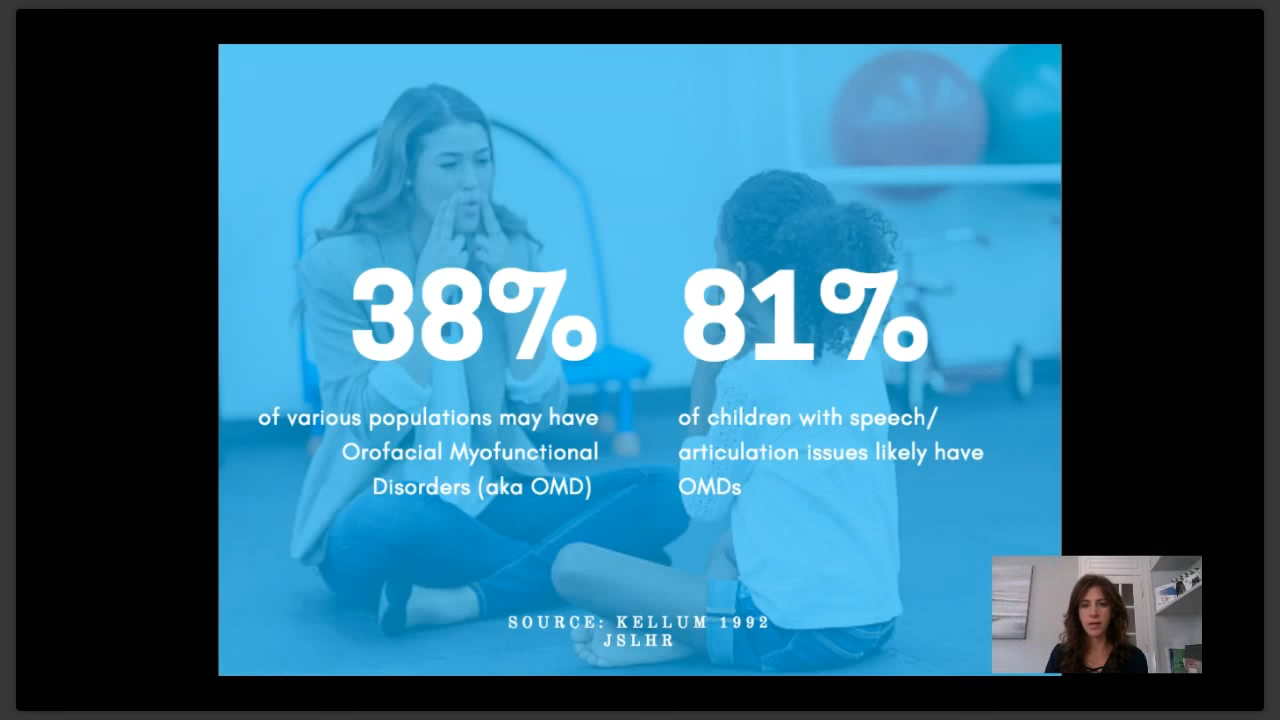 38%
of various populations may have
Orofacial Myofunctional
Disorders (aka OMD)
81%
of children with speech/
articulation issues likely have
OMDs
SOURCE: KELLUM 1992
JSLHR